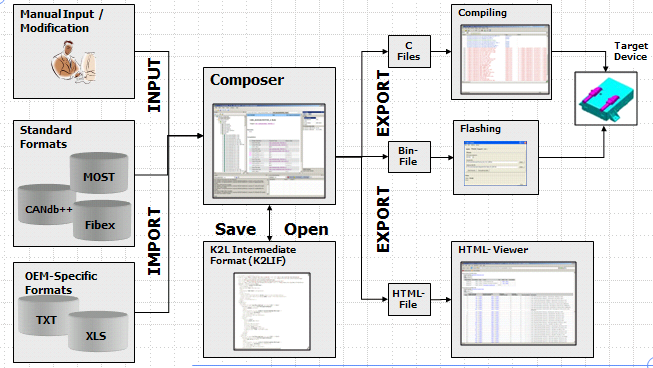 Manual Input /
Modification
INPUT
Standard
Formats
MOST
CANdb++
Fibex
IMPORT
OEM-Specific
Formats
TXT
XLS
Composer
Save Open
K2L Intermediate
Format (K2LIF)
EXPORT
EXPORT
C
Files
Bin-
File
HTML-
File
Compiling
Flashing
HTML- Viewer
Target
Device